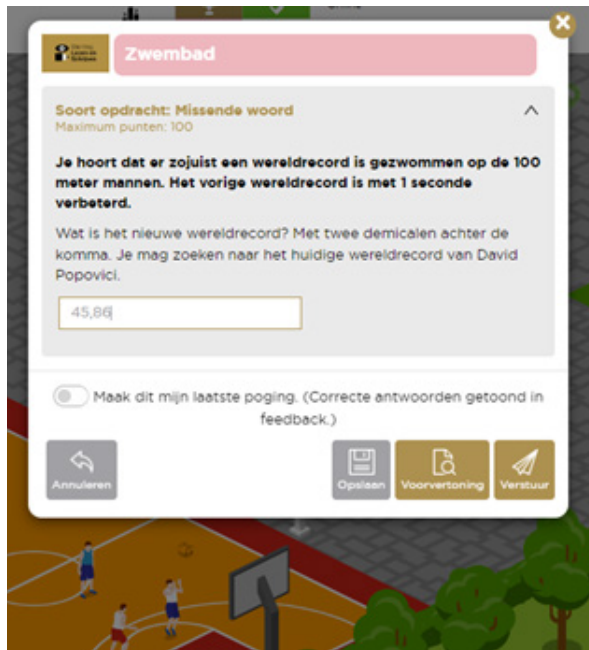 Zwembad
Soort opdracht: Missende woord
Maximum punten: 100
Je hoort dat er zojuist een wereldrecord is gezwommen op de 100
meter mannen. Het vorige wereldrecord is met 1 seconde
verbeterd.
Wat is het nieuwe wereldrecord? Met twee demicalen achter de
komma. Je mag zoeken naar het huidige wereldrecord van David
Popovici.
45,86
Maak dit mijn laatste poging. (Correcte antwoorden getoond in
feedback.)
Annuleren
Opslaan
Voorvertoning
Verstuur